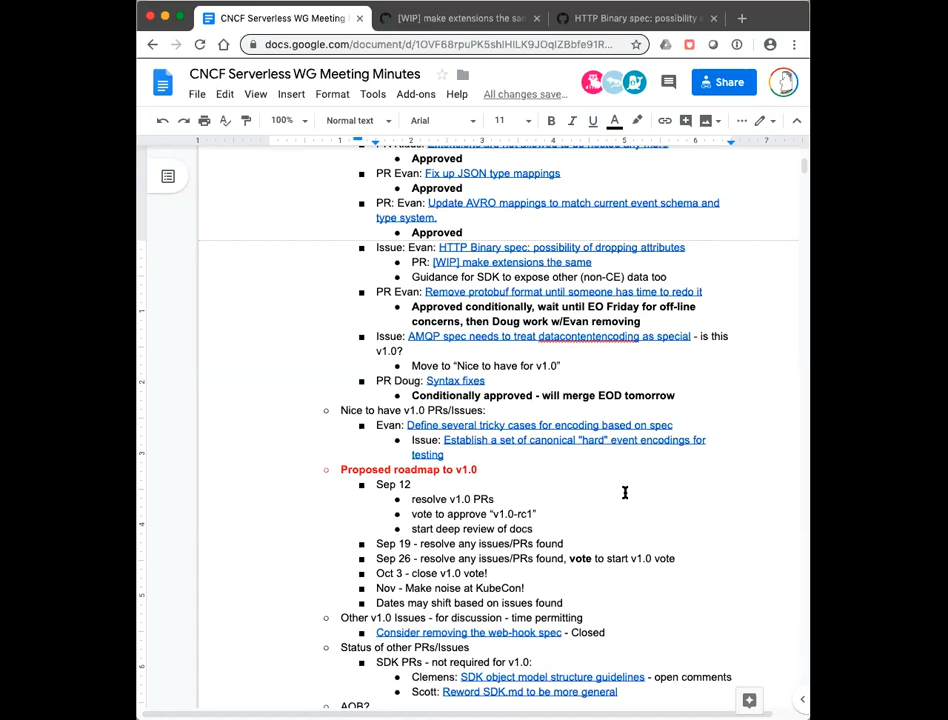 CNCF Serverless WG Meeting
[WIP] make extensions the sam
HTTP Binary spec: possibility o
docs.google.com/document/d/1OVF68rpuPK5shIHILK9JOqlZBbfe91R...
CNCF Serverless WG Meeting Minutes
Share
File Edit View Insert Format Tools Add-ons Help All changes save...
100% Normal text Arial 11 B I U A
1 1 2 3 4 5 6 7
Approved
PR Evan: Fix up JSON type mappings
Approved
PR: Evan: Update AVRO mappings to match current event schema and
type system.
Approved
Issue: Evan: HTTP Binary spec: possibility of dropping attributes
PR: [WIP] make extensions the same
Guidance for SDK to expose other (non-CE) data too
PR Evan: Remove protobuf format until someone has time to redo it
Approved conditionally, wait until EO Friday for off-line
concerns, then Doug work w/Evan removing
Issue: AMQP spec needs to treat datacontentencoding as special - is this
v1.0?
Move to “Nice to have for v1.0”
PR Doug: Syntax fixes
Conditionally approved - will merge EOD tomorrow
Nice to have v1.0 PRs/Issues:
Evan: Define several tricky cases for encoding based on spec
Issue: Establish a set of canonical "hard" event encodings for
testing
Proposed roadmap to v1.0
Sep 12
resolve v1.0 PRs
vote to approve “v1.0-rc1”
start deep review of docs
Sep 19 - resolve any issues/PRs found
Sep 26 - resolve any issues/PRs found, vote to start v1.0 vote
Oct 3 - close v1.0 vote!
Nov - Make noise at KubeCon!
Dates may shift based on issues found
Other v1.0 Issues - for discussion - time permitting
Consider removing the web-hook spec - Closed
Status of other PRs/Issues
SDK PRs - not required for v1.0:
Clemens: SDK object model structure guidelines - open comments
Scott: Reword SDK.md to be more general
AOB?